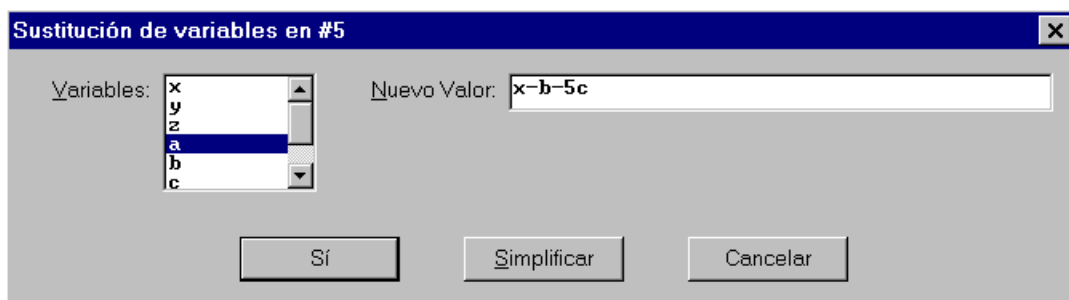 Sustitución de variables en #5
Variables:
x
y
z
a
b
c
Nuevo Valor: x-b-5c
Sí
Simplificar
Cancelar